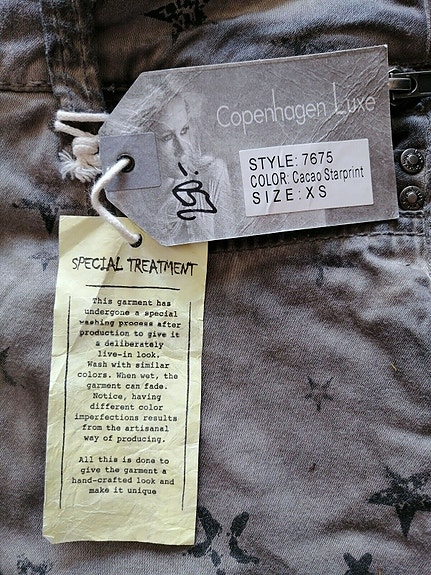 Copenhagen Luxe
STYLE: 7675
COLOR: Cacao Starprint
SIZE: XS
SPECIAL TREATMENT
This garment has
undergone a special
washing process after
production to give it
a deliberately
live-in look.
Wash with similar
colors. When wet, the
garment can fade.
Notice, having
different color
imperfections results
from the artisanal
way of producing.
All this is done to
give the garment a
hand-crafted look and
make it unique